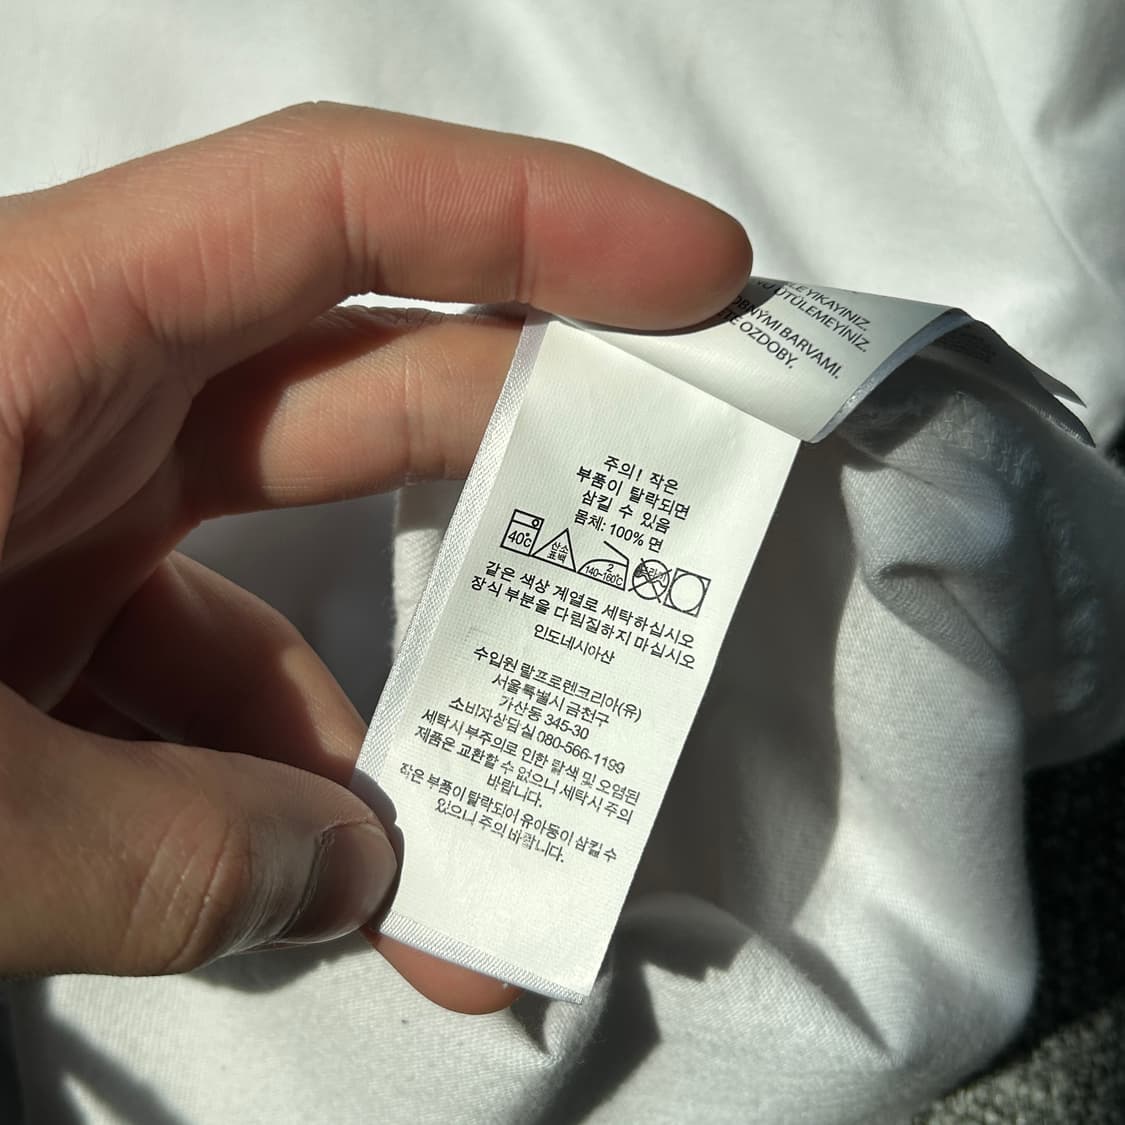 LE YIKAYINIZ.
ÜTÜLEMEYİNİZ.
OBNÝMI BARVAMI.
OZDOBY.
주의! 작은
부품이 탈락되면
삼킬 수 있음
몸체: 100% 면
40℃ 산소 표백 2 140~160℃ 드라이
같은 색상 계열로 세탁하십시오
장식 부분을 다림질하지 마십시오
인도네시아산
수입원 랄프로렌코리아(유)
서울특별시 금천구
가산동 345-30
소비자상담실 080-566-1199
세탁시 부주의로 인한 탈색 및 오염된
제품은 교환할 수 없으니 세탁시 주의
바랍니다.
작은 부품이 탈락되어 유아동이 삼킬 수
있으니 주의 바랍니다.